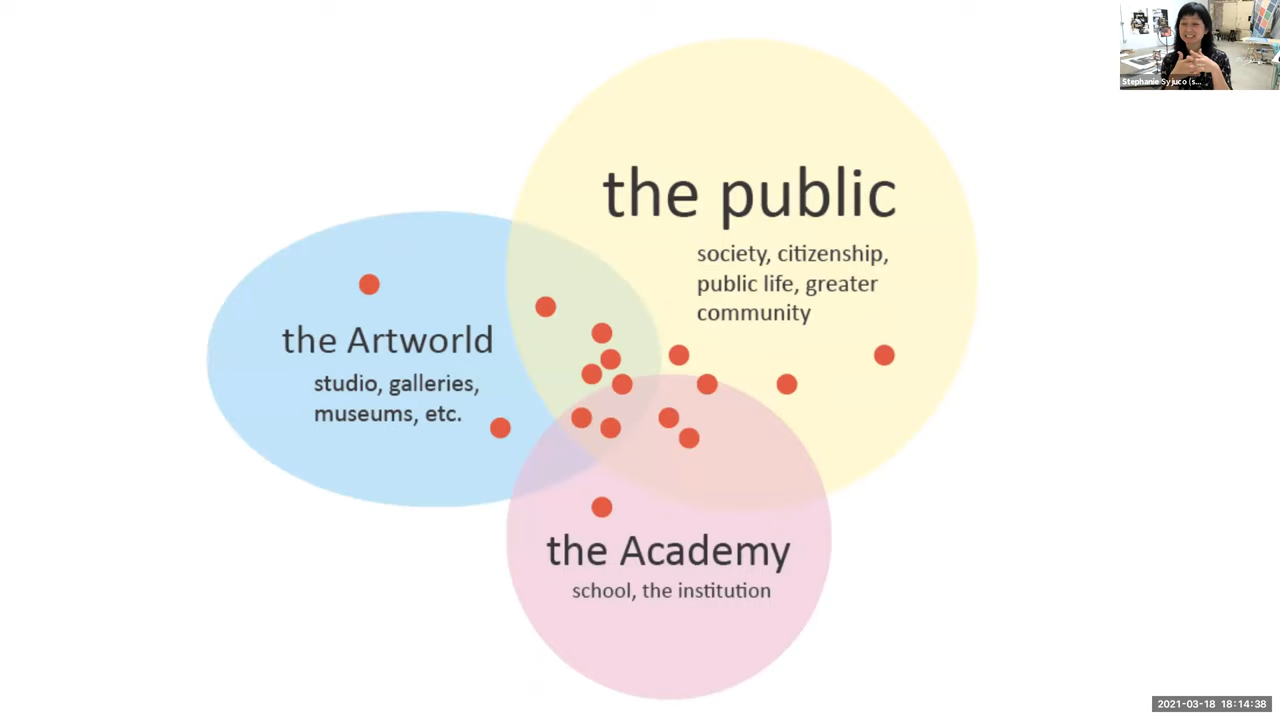 Stephanie Syjuco (s...
the public
society, citizenship,
public life, greater
community
the Artworld
studio, galleries,
museums, etc.
the Academy
school, the institution
2021-03-18 18:14:38